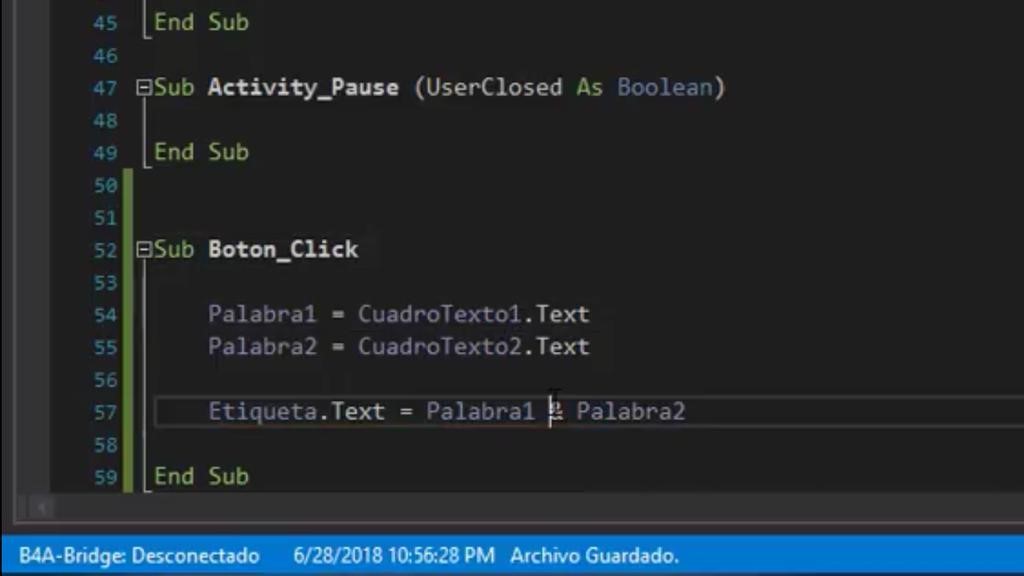 45 End Sub
46
47 Sub Activity_Pause (UserClosed As Boolean)
48
49 End Sub
50
51
52 Sub Boton_Click
53
54 Palabra1 = CuadroTexto1.Text
55 Palabra2 = CuadroTexto2.Text
56
57 Etiqueta.Text = Palabra1 & Palabra2
58
59 End Sub
B4A-Bridge: Desconectado 6/28/2018 10:56:28 PM Archivo Guardado.